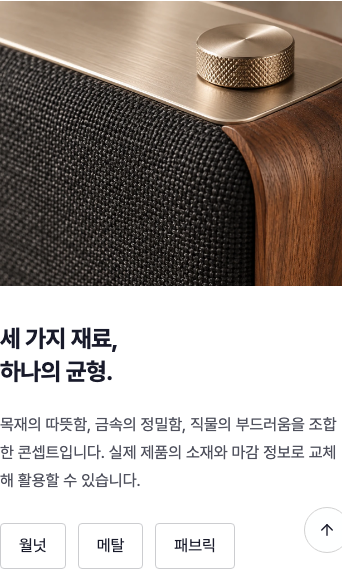 세 가지 재료,
하나의 균형.
목재의 따뜻함, 금속의 정밀함, 직물의 부드러움을 조합
한 콘셉트입니다. 실제 제품의 소재와 마감 정보로 교체
해 활용할 수 있습니다.
월넛 메탈 패브릭